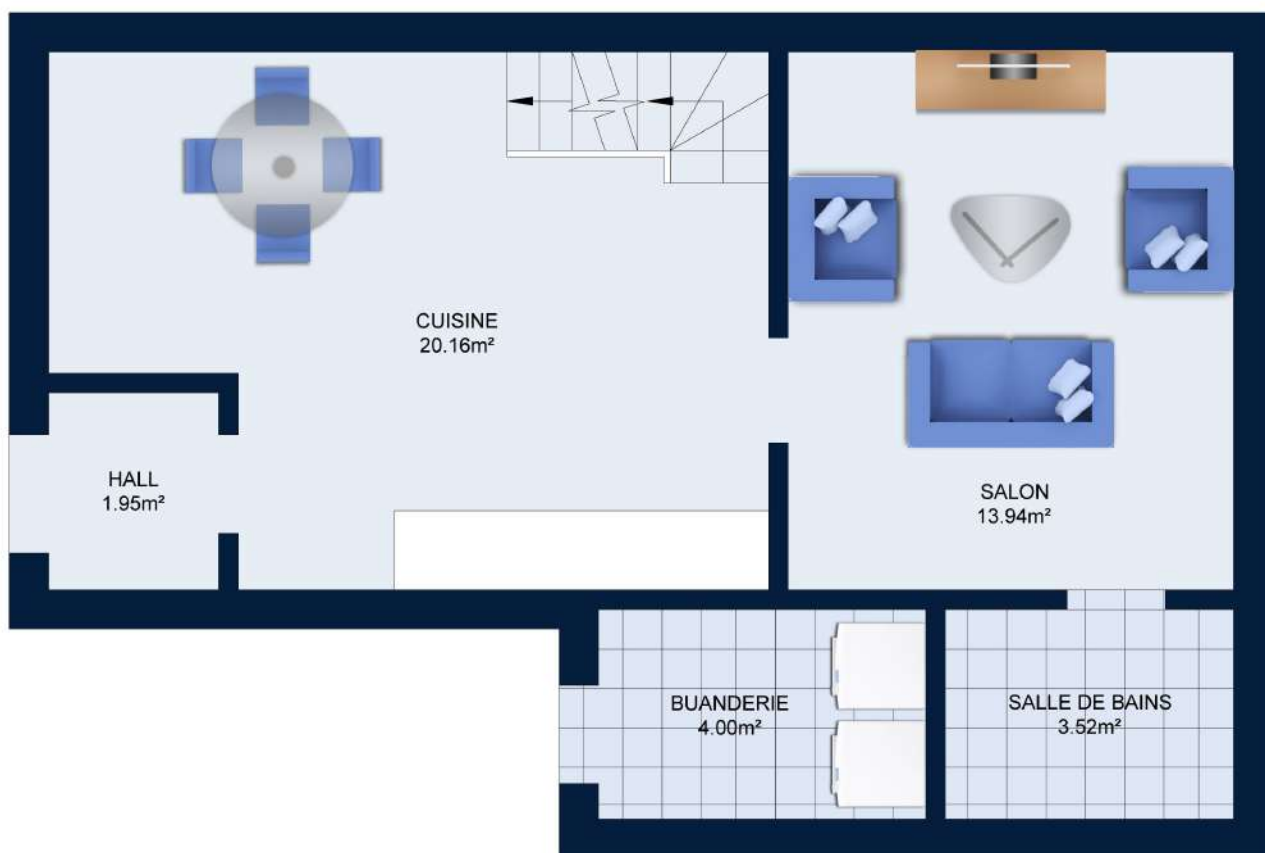 CUISINE
20.16m²
HALL
1.95m²
SALON
13.94m²
BUANDERIE
4.00m²
SALLE DE BAINS
3.52m²